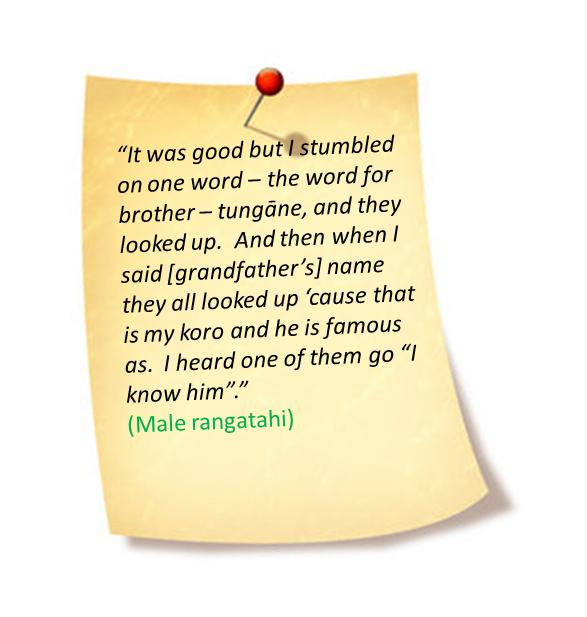 “It was good but I stumbled
on one word – the word for
brother – tungāne, and they
looked up.  And then when I
said [grandfather’s] name
they all looked up ‘cause that
is my koro and he is famous
as.  I heard one of them go “I
know him”.”
(Male rangatahi)